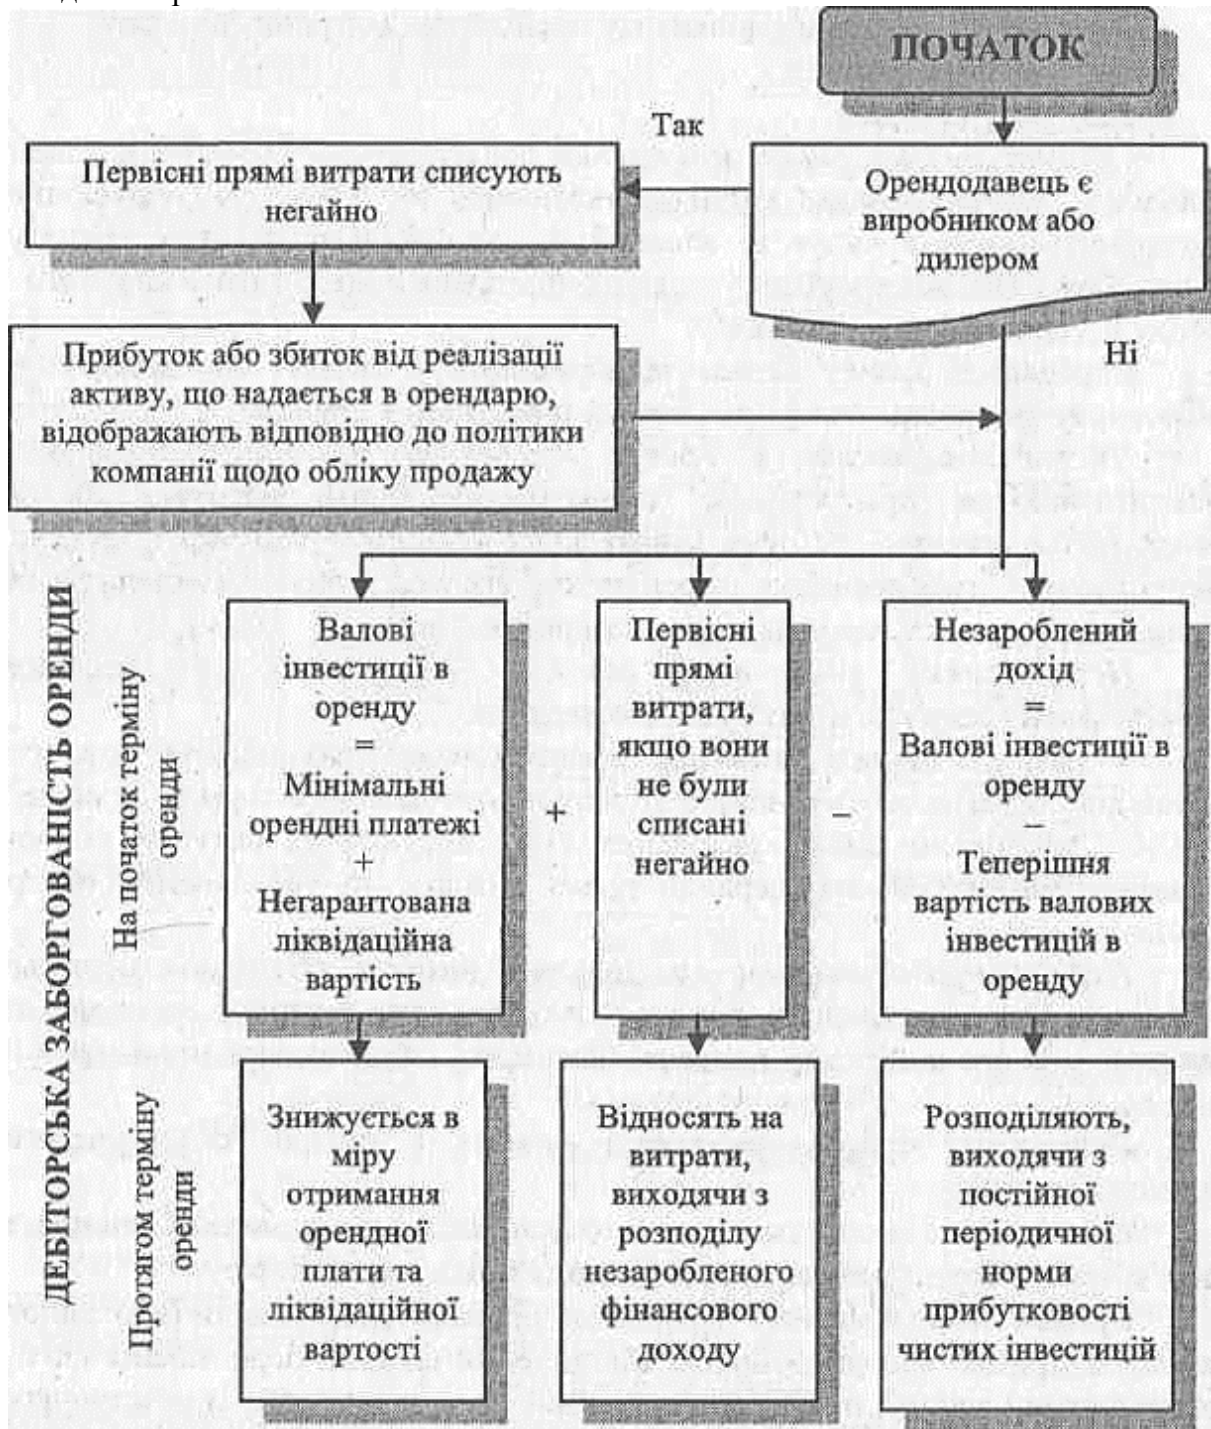 ПОЧАТОК
Так
Орендодавець є
виробником або
дилером
Первісні прямі витрати списують
негайно
Ні
Прибуток або збиток від реалізації
активу, що надається в орендарю,
відображають відповідно до політики
компанії щодо обліку продажу
ДЕБІТОРСЬКА ЗАБОРГОВАНІСТЬ ОРЕНДИ
На початок терміну
оренди
Валові
інвестиції в
оренду
=
Мінімальні
орендні платежі
+
Негарантована
ліквідаційна
вартість
+
Первісні
прямі
витрати,
якщо вони
не були
списані
негайно
–
Незароблений
дохід
=
Валові інвестиції в
оренду
–
Теперішня
вартість валових
інвестицій в
оренду
Протягом терміну
оренди
Знижується в
міру
отримання
орендної
плати та
ліквідаційної
вартості
Відносять на
витрати,
виходячи з
розподілу
незаробленого
фінансового
доходу
Розподіляють,
виходячи з
постійної
періодичної
норми
прибутковості
чистих інвестицій